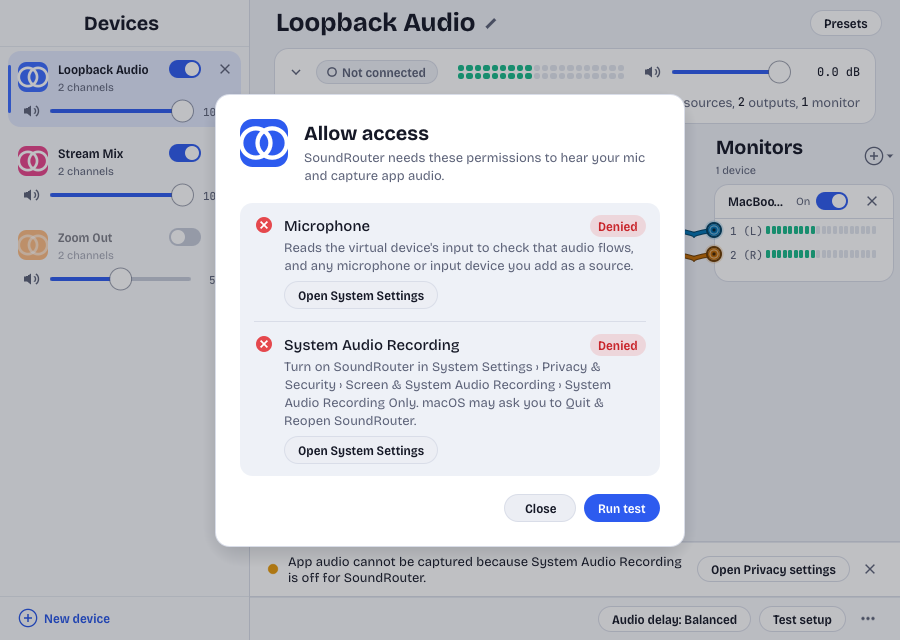 Devices
Loopback Audio
2 channels
10
Stream Mix
2 channels
10
Zoom Out
2 channels
5
New device
Loopback Audio
Presets
Not connected
0.0 dB
sources, 2 outputs, 1 monitor
Monitors
1 device
MacBoo...
On
1 (L)
2 (R)
Allow access
SoundRouter needs these permissions to hear your mic
and capture app audio.
Microphone
Denied
Reads the virtual device's input to check that audio flows,
and any microphone or input device you add as a source.
Open System Settings
System Audio Recording
Denied
Turn on SoundRouter in System Settings › Privacy &
Security › Screen & System Audio Recording › System
Audio Recording Only. macOS may ask you to Quit &
Reopen SoundRouter.
Open System Settings
Close
Run test
App audio cannot be captured because System Audio Recording
is off for SoundRouter.
Open Privacy settings
Audio delay: Balanced
Test setup